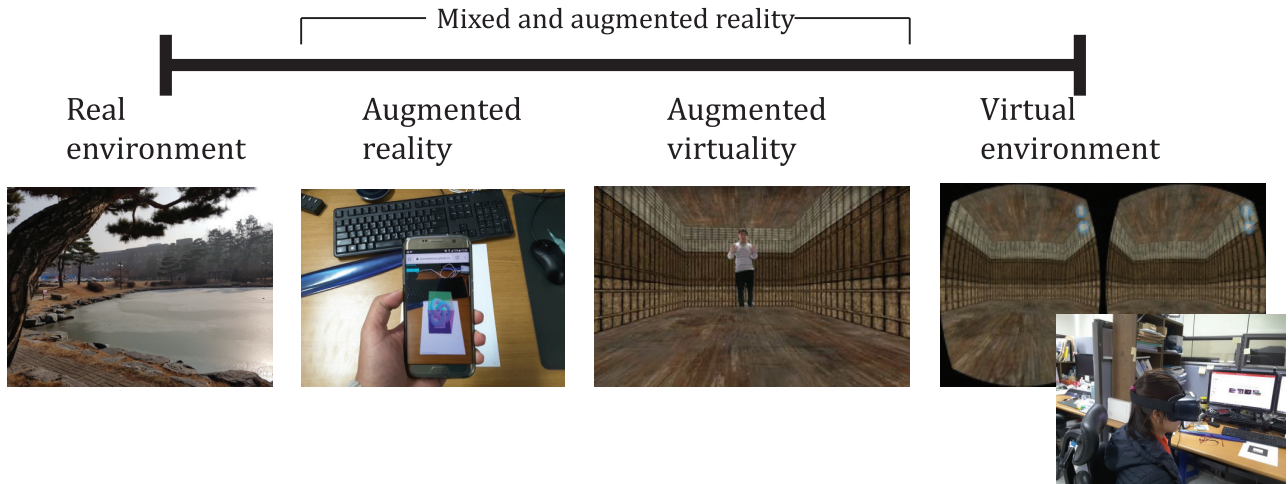 Mixed and augmented reality
Real
environment
Augmented
reality
Augmented
virtuality
Virtual
environment